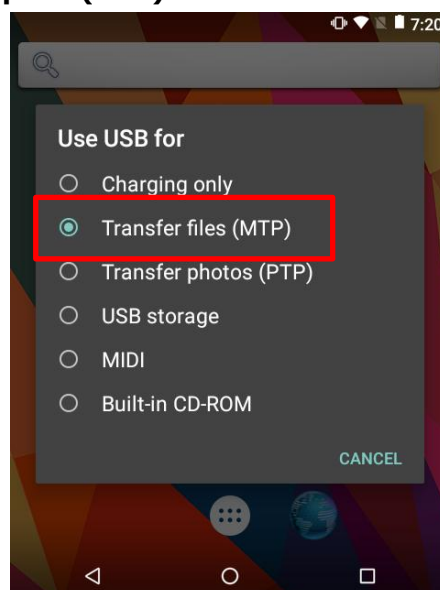 7:20
Use USB for
Charging only
Transfer files (MTP)
Transfer photos (PTP)
USB storage
MIDI
Built-in CD-ROM
CANCEL